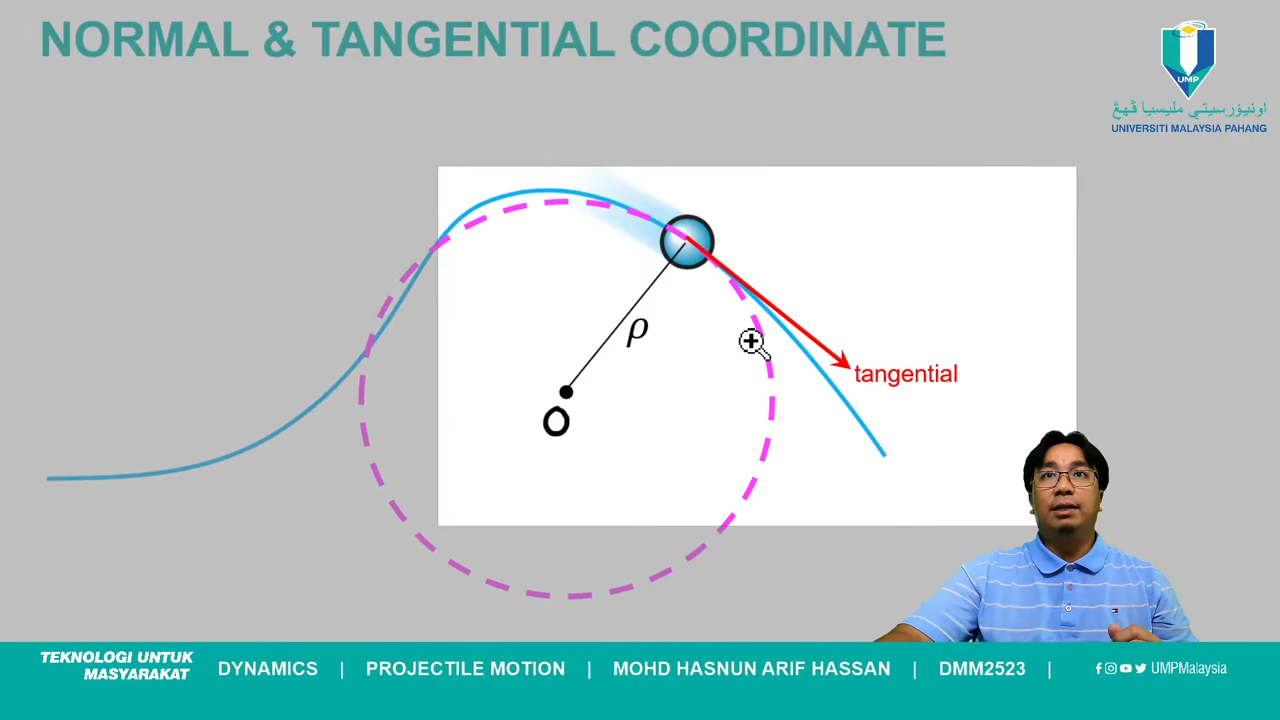 NORMAL & TANGENTIAL COORDINATE
UMP
اونيۏرسيتي مليسيا ڤهڠ
UNIVERSITI MALAYSIA PAHANG
ρ
O
tangential
TEKNOLOGI UNTUK
MASYARAKAT
DYNAMICS | PROJECTILE MOTION | MOHD HASNUN ARIF HASSAN | DMM2523 |
UMPMalaysia